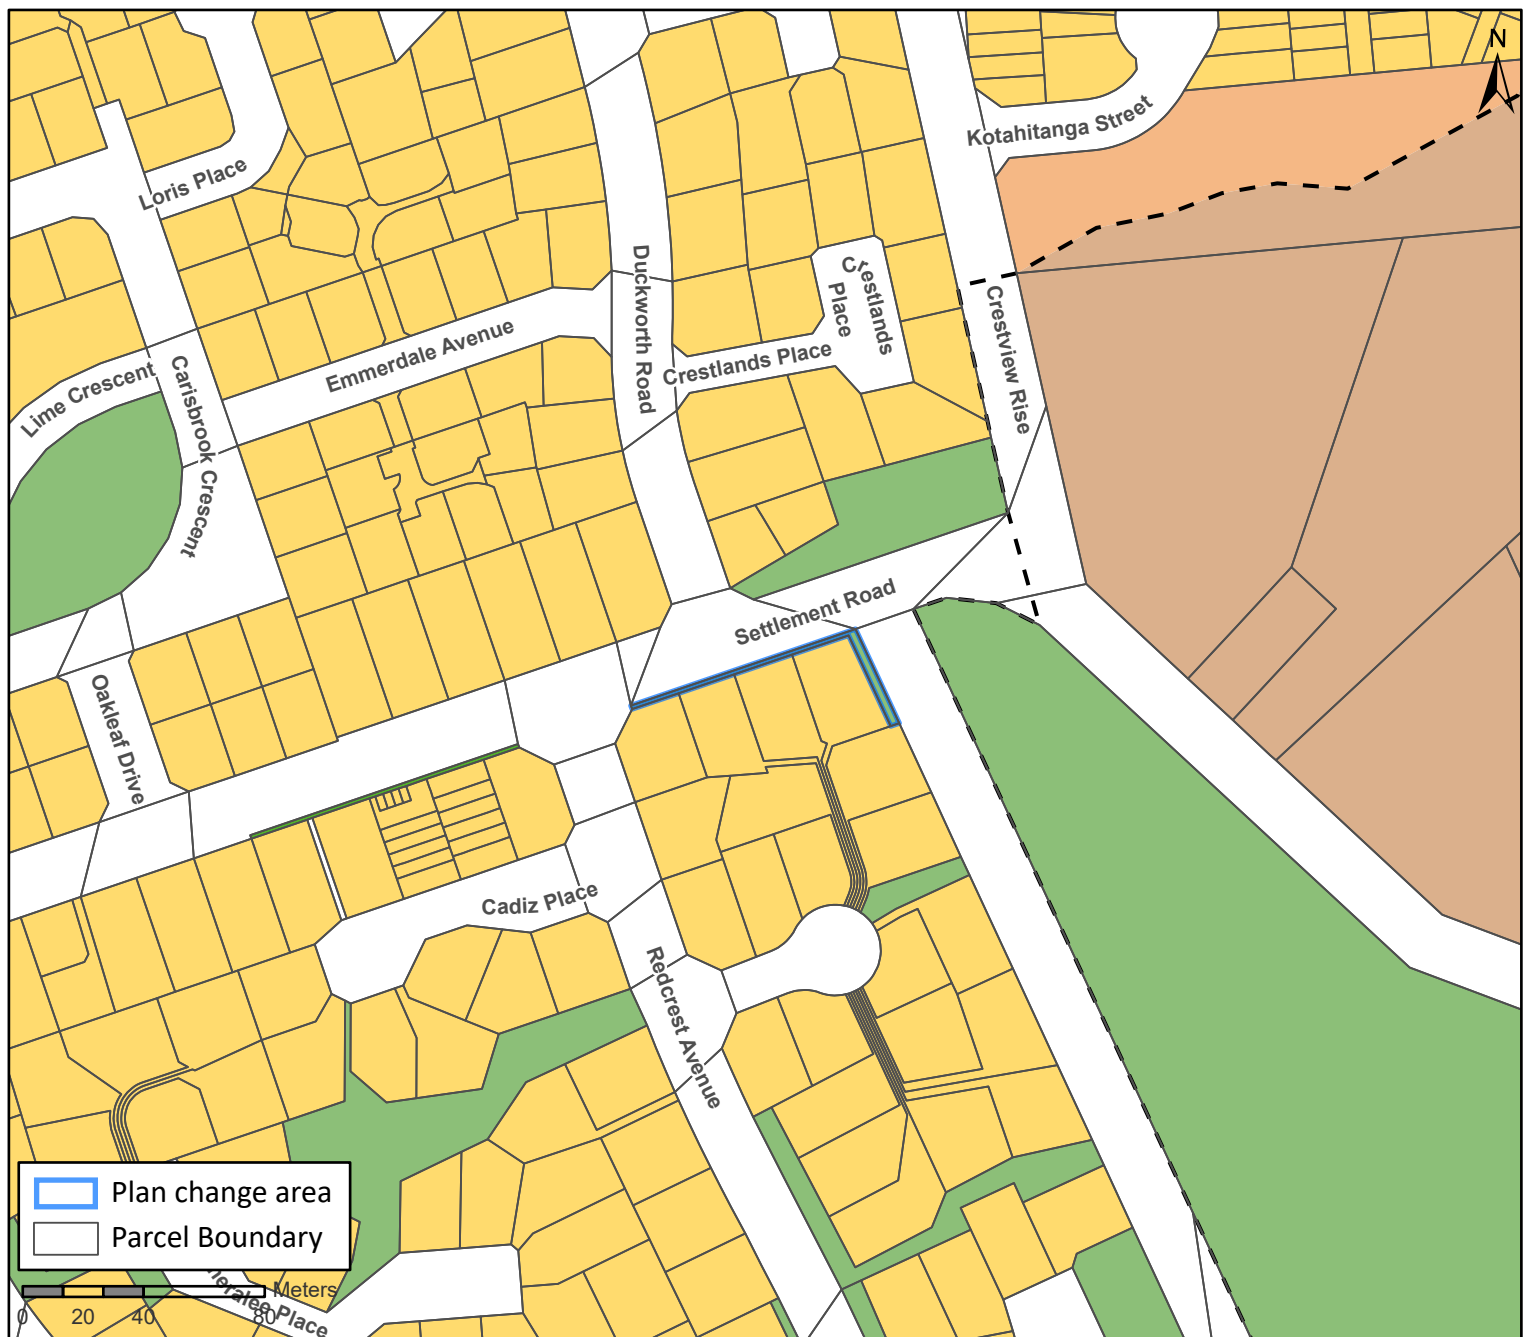 N
Kotahitanga Street
Loris Place
Duckworth Road
Crestlands
Place
Crestview Rise
Emmerdale Avenue
Crestlands Place
Lime Crescent
Carisbrook Crescent
Settlement Road
Oakleaf Drive
Cadiz Place
Redcrest Avenue
Plan change area
Parcel Boundary
Place
Meters
0 20 40 80